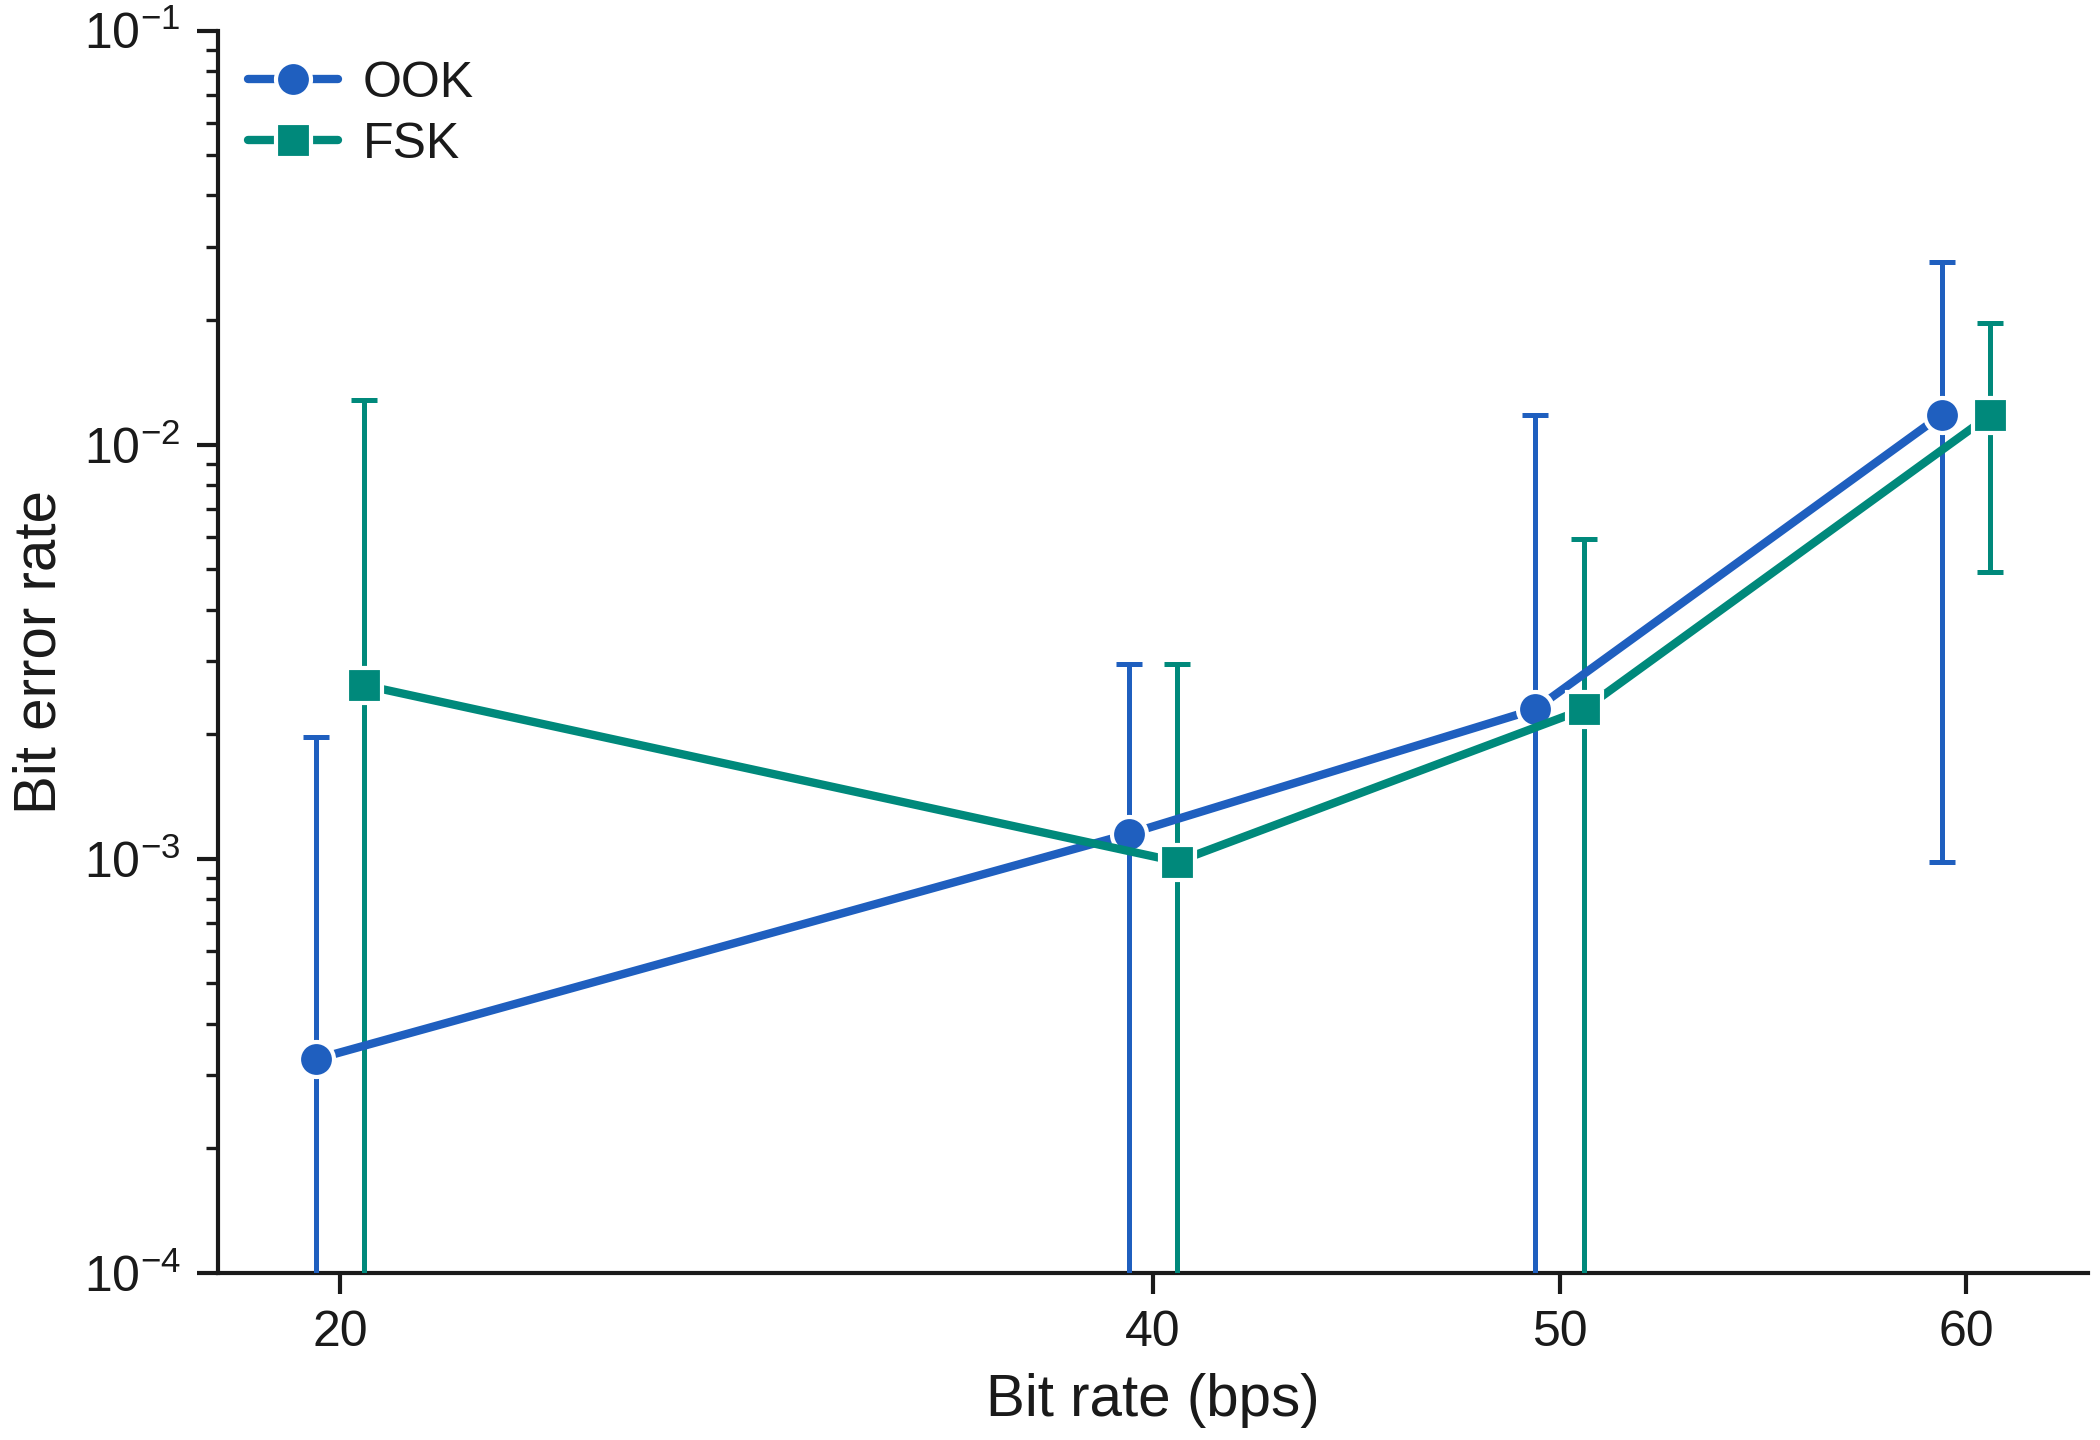 10⁻¹
OOK
FSK
10⁻²
10⁻³
10⁻⁴
Bit error rate
20 40 50 60
Bit rate (bps)